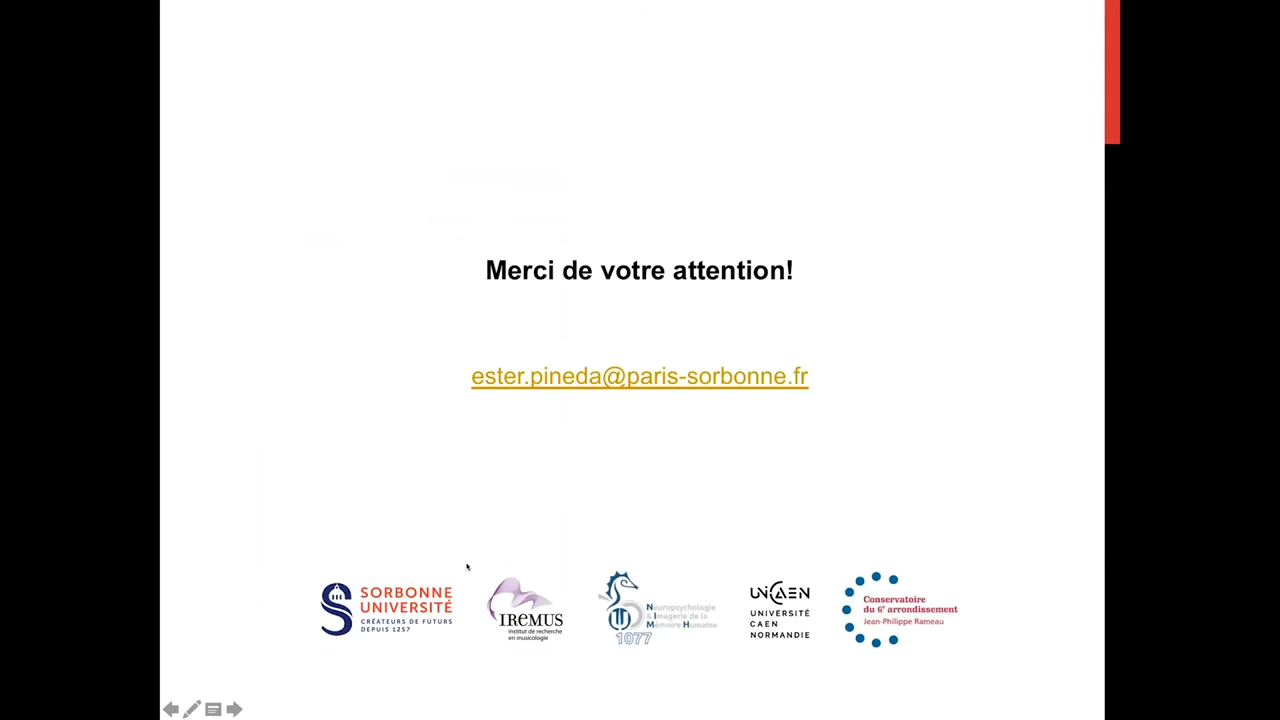 Merci de votre attention!
ester.pineda@paris-sorbonne.fr
SORBONNE
UNIVERSITÉ
CRÉATEURS DE FUTURS
DEPUIS 1257
IReMUS
Institut de recherche
en musicologie
Neuropsychologie
& Imagerie de la
Mémoire Humaine
1077
UNICAEN
UNIVERSITÉ
CAEN
NORMANDIE
Conservatoire
du 6e arrondissement
Jean-Philippe Rameau